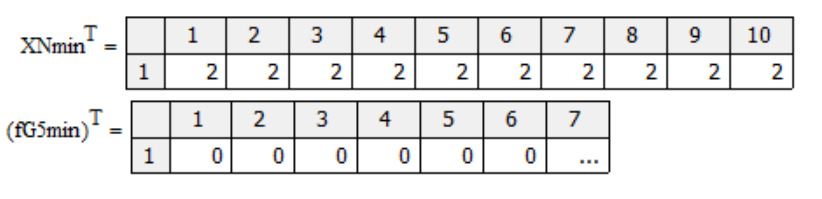 XNmin^T = 1 2 3 4 5 6 7 8 9 10
1 2 2 2 2 2 2 2 2 2 2
(fG5min)^T = 1 2 3 4 5 6 7
1 0 0 0 0 0 0 ...